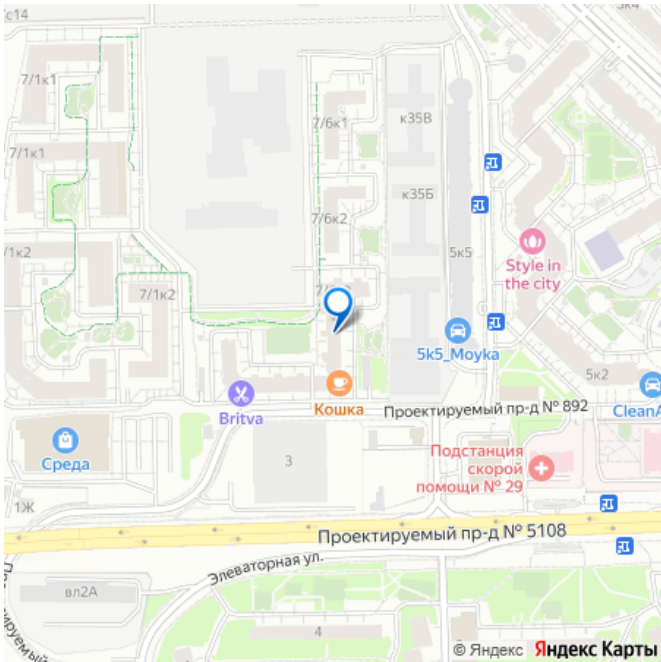 с14
5к4
7/1к1
7/6к1
к35В
7/1к1
7/6к2
к35Б
/1к2
5к5
Style in
the city
7/1к2
5k5_Moyka
5к2
Britva
Кошка
Проектируемый пр-д № 892
CleanA
Среда
3
Подстанция
скорой
помощи № 29
1Ж
Проектируемый пр-д № 5108
Элеваторная ул.
вл2А
4
© Яндекс Яндекс Карты